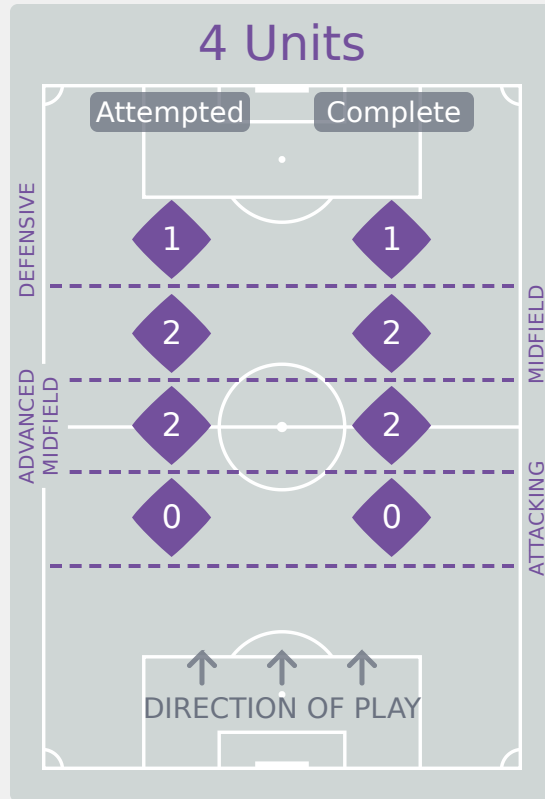 4 Units
Attempted
Complete
DEFENSIVE
1
1
MIDFIELD
2
2
ADVANCED
MIDFIELD
2
2
ATTACKING
0
0
DIRECTION OF PLAY